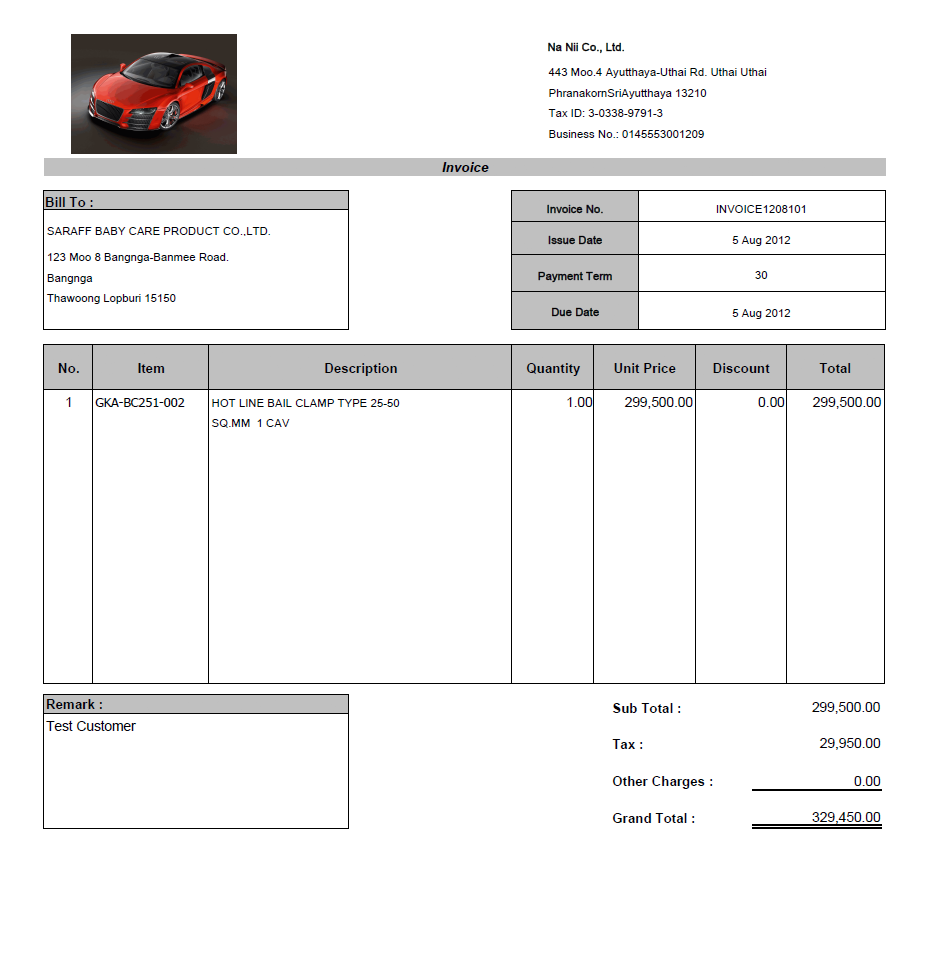 Na Nii Co., Ltd.
443 Moo.4 Ayutthaya-Uthai Rd. Uthai Uthai
PhranakornSriAyutthaya 13210
Tax ID: 3-0338-9791-3
Business No.: 0145553001209
Invoice
Bill To :
SARAFF BABY CARE PRODUCT CO.,LTD.
123 Moo 8 Bangnga-Banmee Road.
Bangnga
Thawoong Lopburi 15150
Invoice No. INVOICE1208101
Issue Date 5 Aug 2012
Payment Term 30
Due Date 5 Aug 2012
No. Item Description Quantity Unit Price Discount Total
1 GKA-BC251-002 HOT LINE BAIL CLAMP TYPE 25-50 1.00 299,500.00 0.00 299,500.00
SQ.MM 1 CAV
Remark :
Test Customer
Sub Total : 299,500.00
Tax : 29,950.00
Other Charges : 0.00
Grand Total : 329,450.00